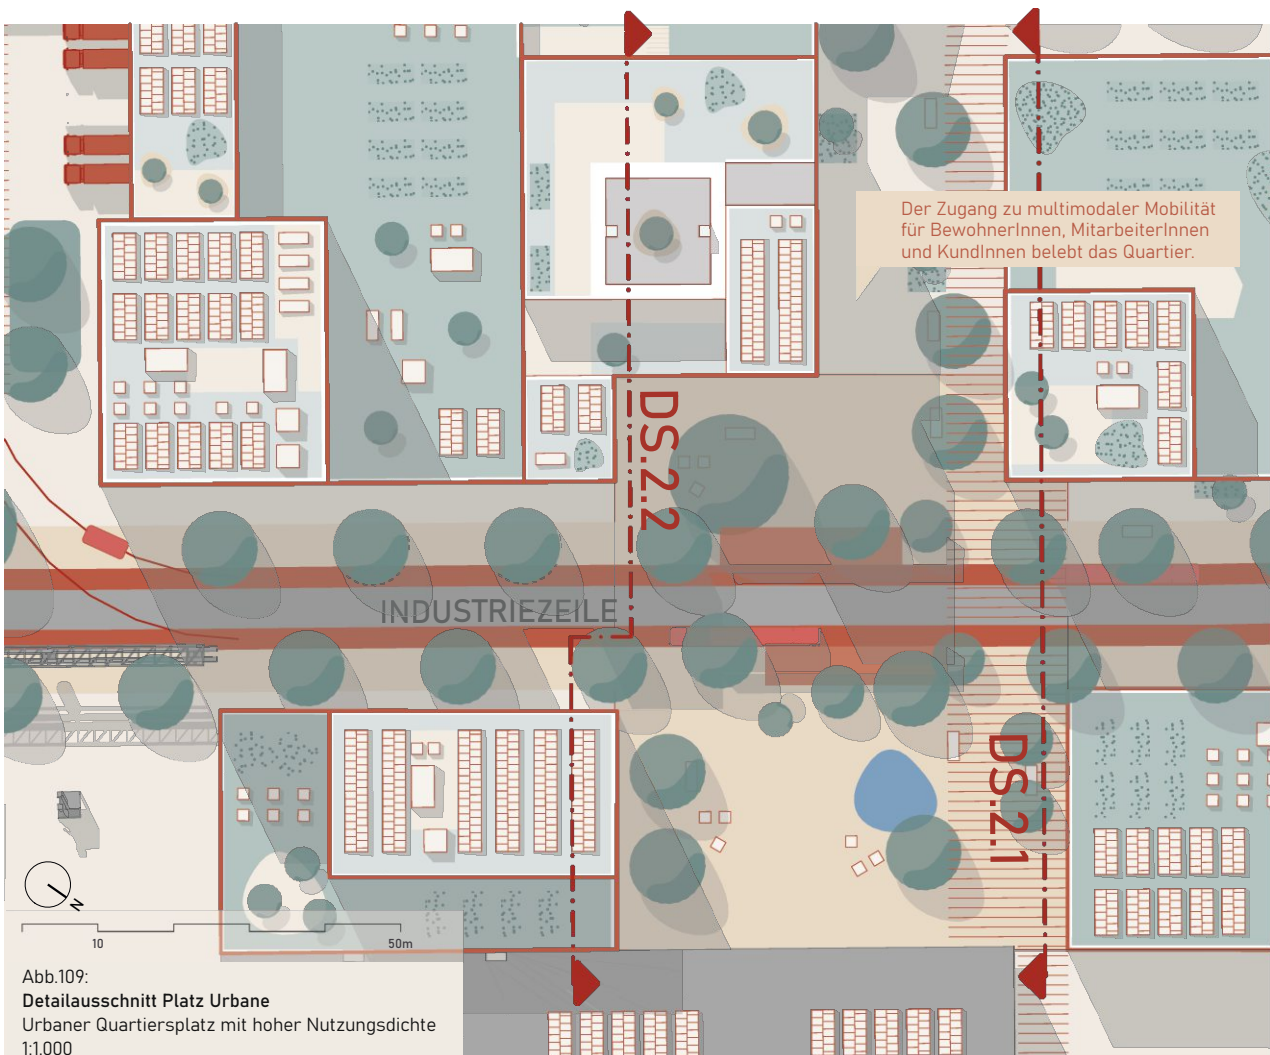 Der Zugang zu multimodaler Mobilität
für BewohnerInnen, MitarbeiterInnen
und KundInnen belebt das Quartier.
DS.2.2
INDUSTRIEZEILE
DS.2.1
N
10
50m
Abb.109:
Detailausschnitt Platz Urbane
Urbaner Quartiersplatz mit hoher Nutzungsdichte
1:1.000